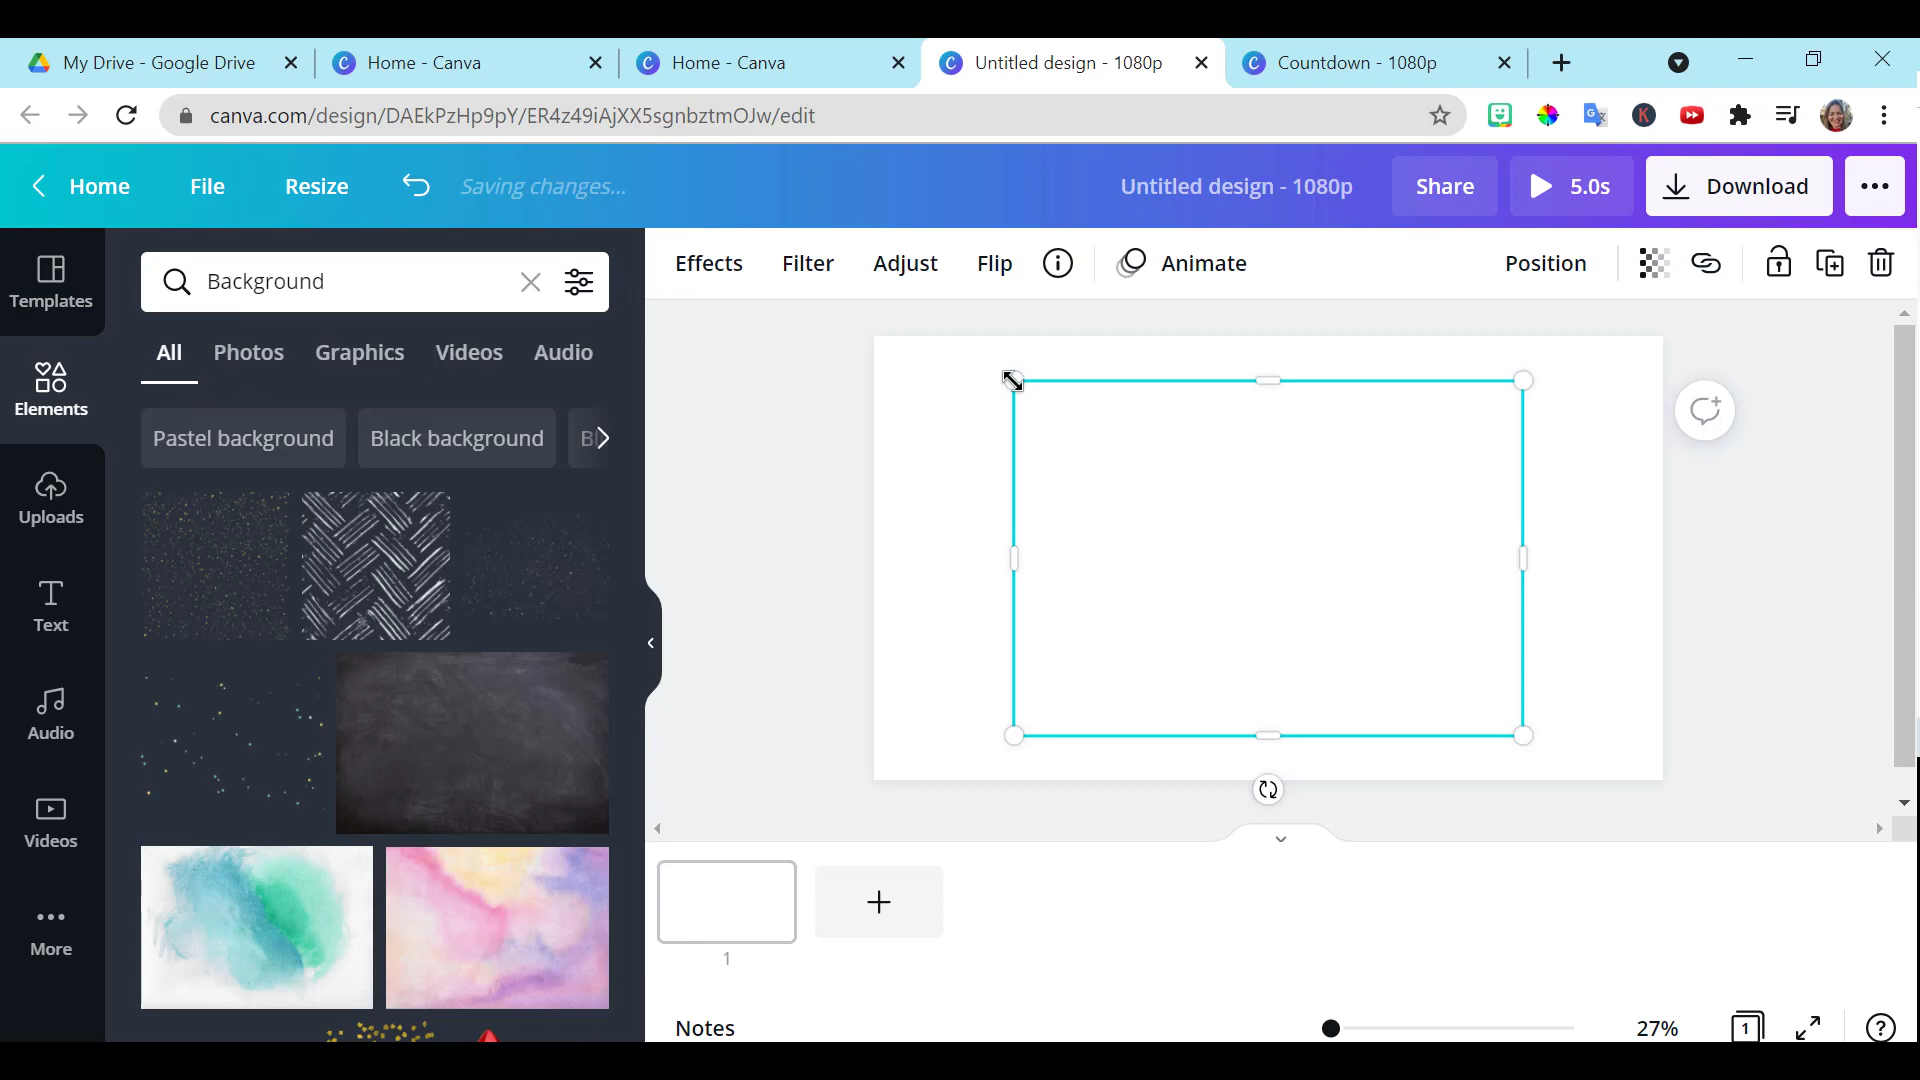 My Drive - Google Drive
Home - Canva
Home - Canva
Untitled design - 1080p
Countdown - 1080p
canva.com/design/DAEkPzHp9pY/ER4z49iAjXX5sgnbztmOJw/edit
Home
File
Resize
Saving changes...
Untitled design - 1080p
Share
5.0s
Download
Templates
Elements
Uploads
Text
Audio
Videos
More
Background
All
Photos
Graphics
Videos
Audio
Pastel background
Black background
Bl
Effects
Filter
Adjust
Flip
Animate
Position
1
Notes
27%
1